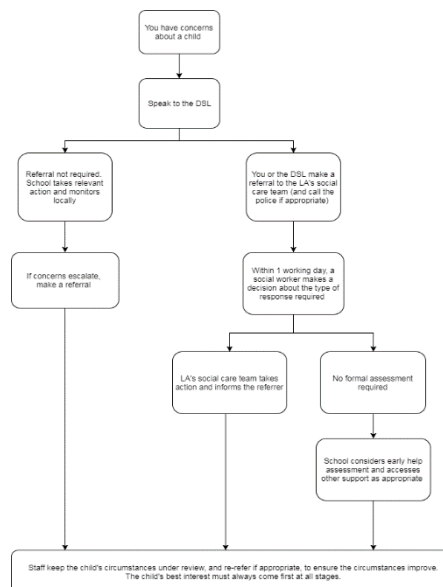 You have concerns
about a child
Speak to the DSL
Referral not required.
School takes relevant
action and monitors
locally
You or the DSL make a
referral to the LA's social
care team (and call the
police if appropriate)
If concerns escalate,
make a referral
Within 1 working day, a
social worker makes a
decision about the type of
response required
LA's social care team takes
action and informs the referrer
No formal assessment
required
School considers early help
assessment and accesses
other support as appropriate
Staff keep the child's circumstances under review, and re-refer if appropriate, to ensure the circumstances improve.
The child's best interest must always come first at all stages.